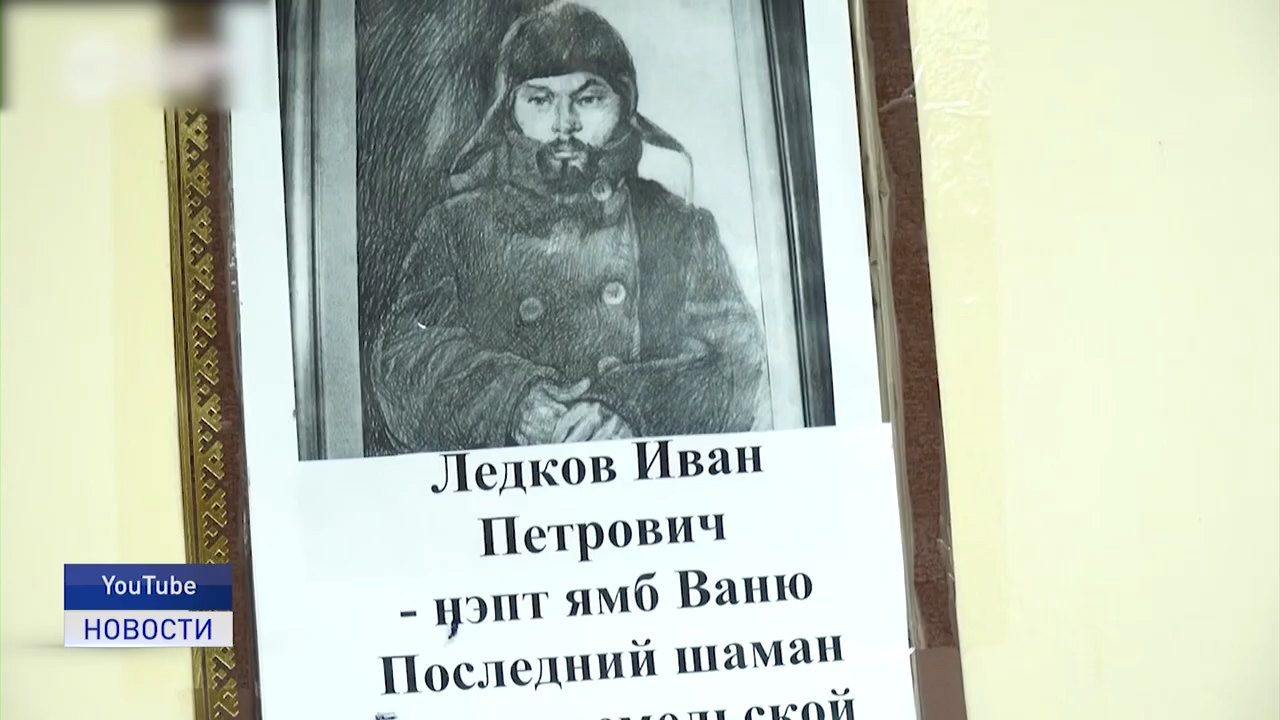 Ледков Иван
Петрович
- ӈэпт ямб Ваню
Последний шаман
YouTube
НОВОСТИ